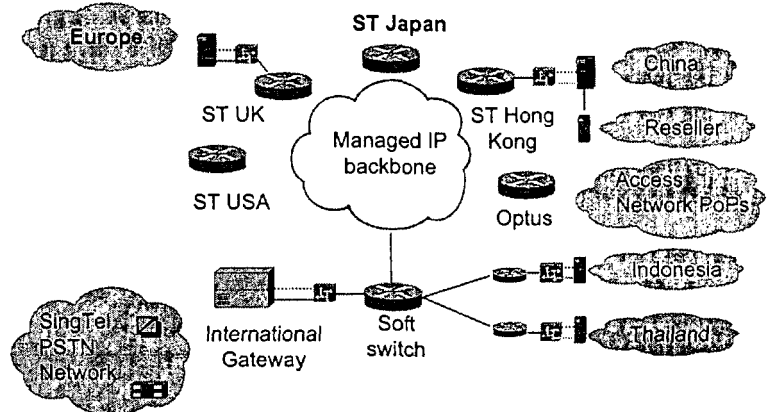 Europe
ST Japan
China
ST UK
ST Hong
Kong
Reseller
Managed IP
backbone
ST USA
Optus
Access
Network PoPs
Indonesia
SingTel
PSTN
Network
International
Gateway
Soft
switch
Thailand